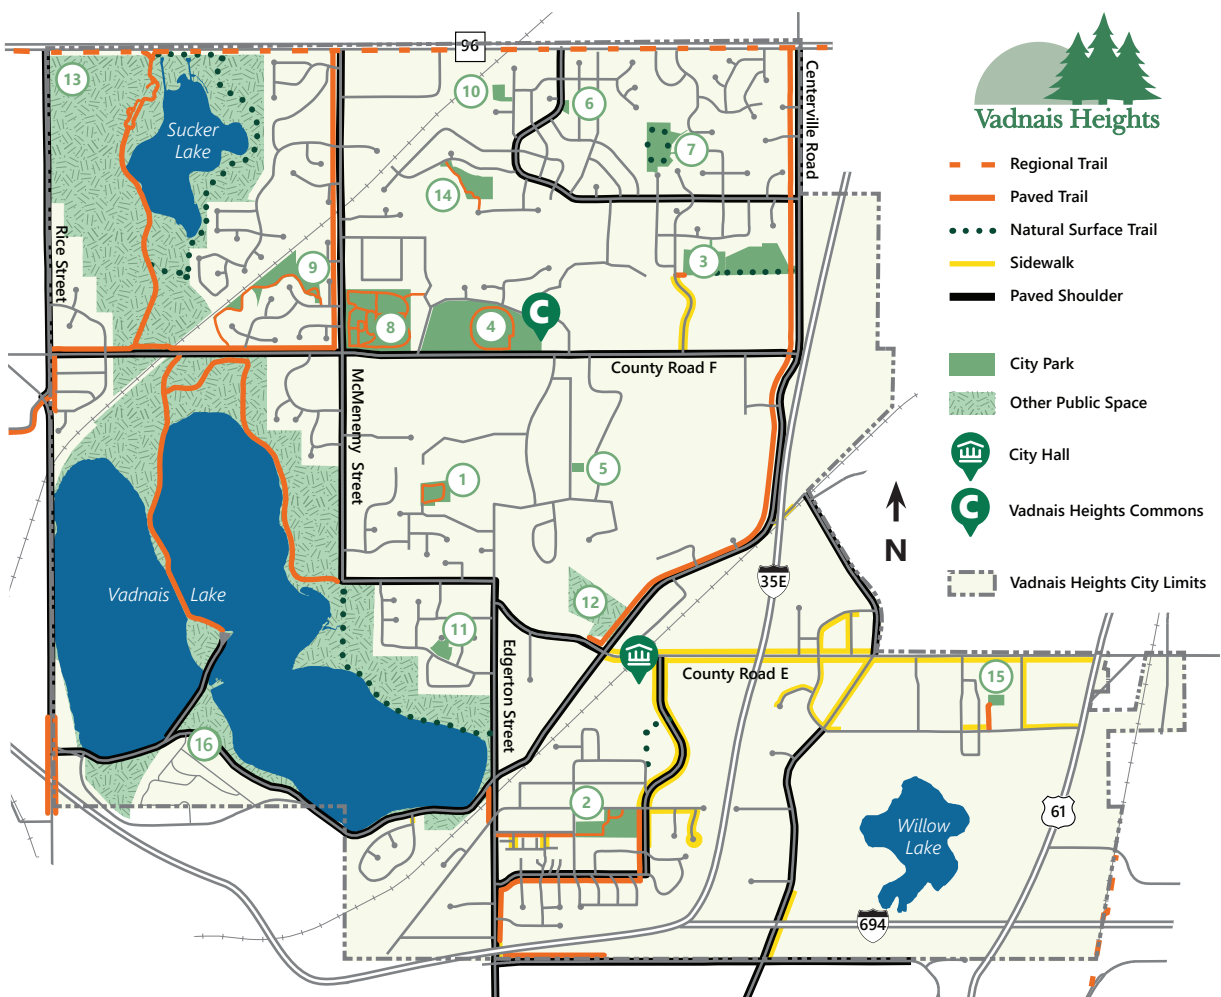 96
13
10
6
7
14
3
9
8
4
C
Sucker
Lake
Rice Street
Centerville Road
County Road F
McMenemy Street
1
5
Vadnais Lake
12
11
35E
Edgerton Street
County Road E
15
16
2
61
Willow
Lake
694
Vadnais Heights
Regional Trail
Paved Trail
Natural Surface Trail
Sidewalk
Paved Shoulder
City Park
Other Public Space
City Hall
C
Vadnais Heights Commons
N
Vadnais Heights City Limits